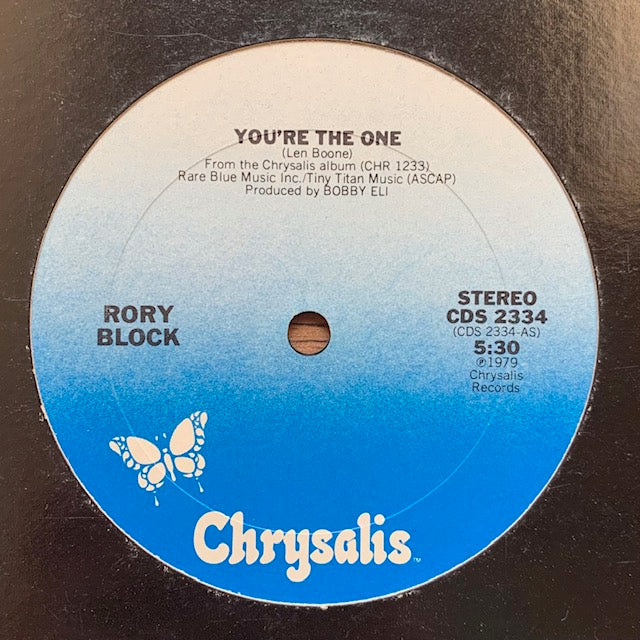 YOU'RE THE ONE
(Len Boone)
From the Chrysalis album (CHR 1233)
Rare Blue Music Inc./Tiny Titan Music (ASCAP)
Produced by BOBBY ELI
RORY
BLOCK
STEREO
CDS 2334
(CDS 2334-AS)
5:30
℗1979
Chrysalis
Records
Chrysalis™